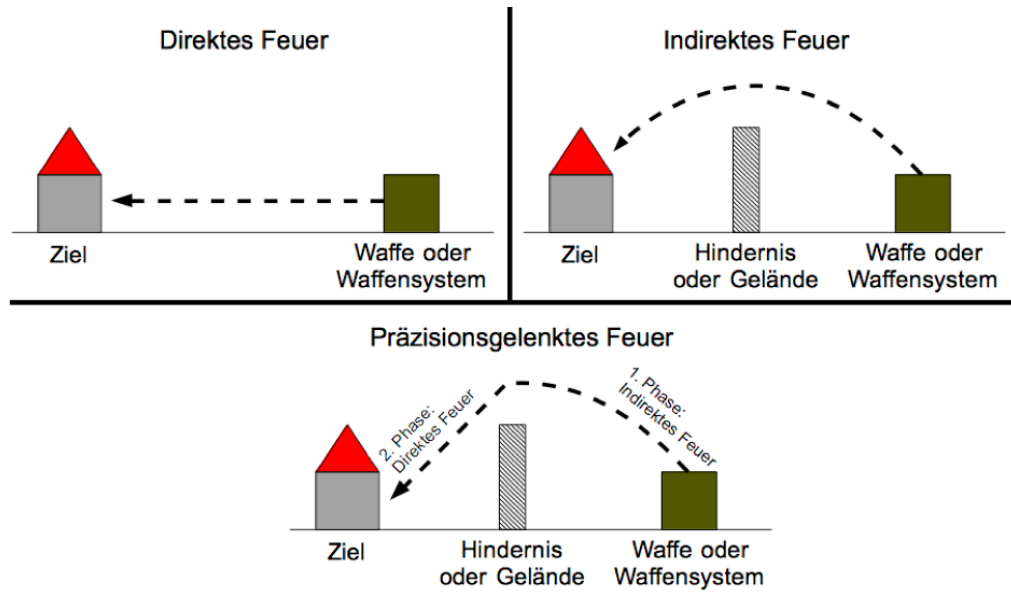 Direktes Feuer
Ziel
Waffe oder
Waffensystem
Indirektes Feuer
Ziel
Hindernis
oder Gelände
Waffe oder
Waffensystem
Präzisionsgelenktes Feuer
2. Phase:
Direktes Feuer
1. Phase:
Indirektes Feuer
Ziel
Hindernis
oder Gelände
Waffe oder
Waffensystem